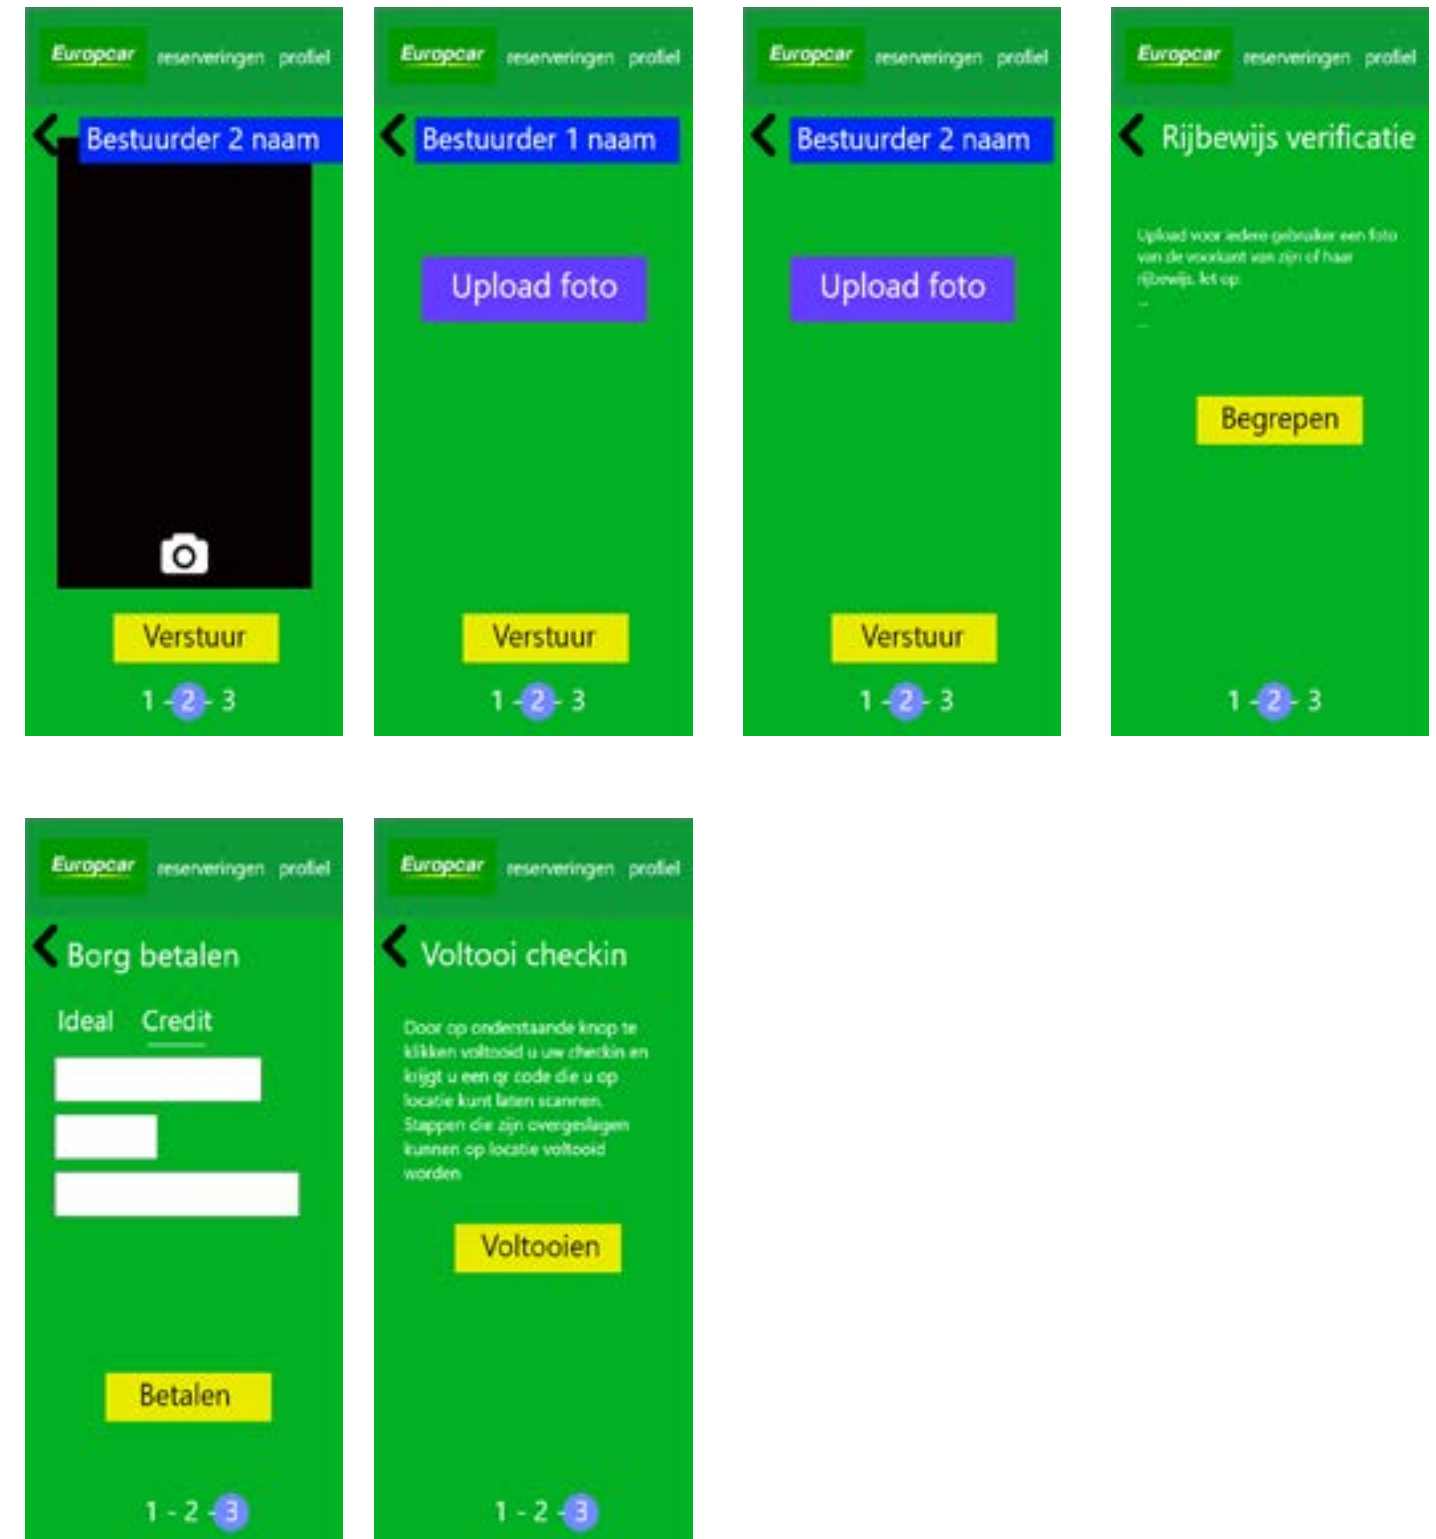 Europcar reserveringen profiel
Bestuurder 2 naam
Verstuur
1 - 2 - 3
Europcar reserveringen profiel
Bestuurder 1 naam
Upload foto
Verstuur
1 - 2 - 3
Europcar reserveringen profiel
Bestuurder 2 naam
Upload foto
Verstuur
1 - 2 - 3
Europcar reserveringen profiel
Rijbewijs verificatie
Upload voor iedere gebruiker een foto
van de voorkant van zijn of haar
rijbewijs. let op:
...
...
Begrepen
1 - 2 - 3
Europcar reserveringen profiel
Borg betalen
Ideal Credit
Betalen
1 - 2 - 3
Europcar reserveringen profiel
Voltooi checkin
Door op onderstaande knop te
klikken voltooid u uw checkin en
krijgt u een qr code die u op
locatie kunt laten scannen.
Stappen die zijn overgeslagen
kunnen op locatie voltooid
worden
Voltooien
1 - 2 - 3